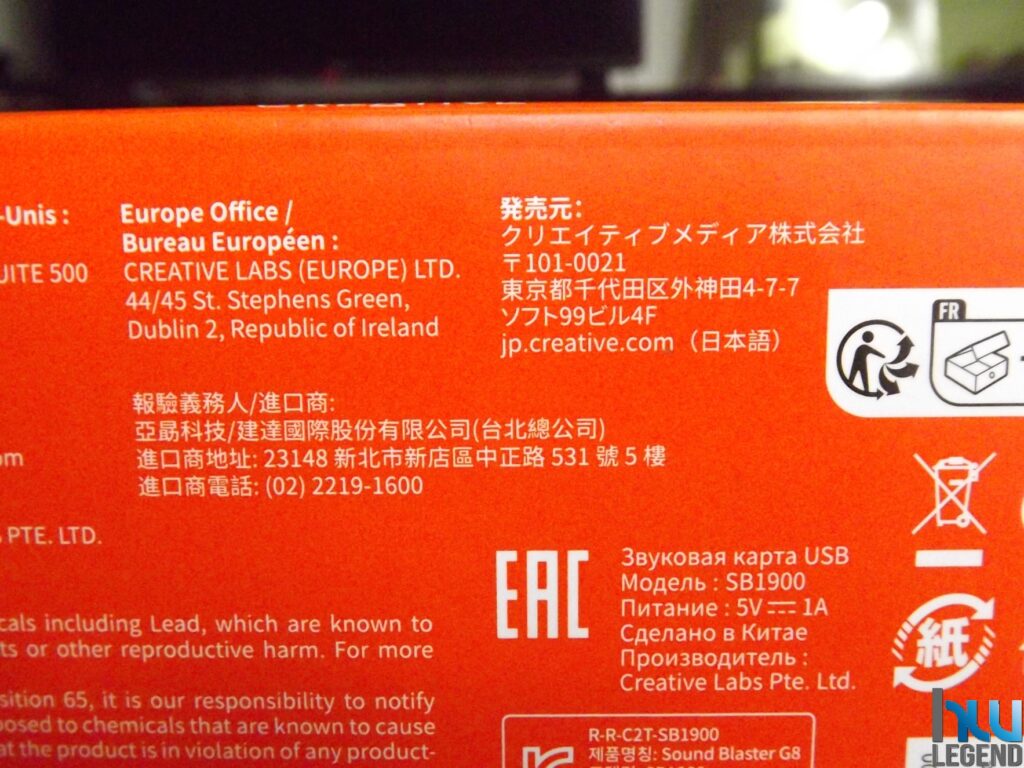 -Unis :
UITE 500
om
PTE. LTD.
Europe Office /
Bureau Européen :
CREATIVE LABS (EUROPE) LTD.
44/45 St. Stephens Green,
Dublin 2, Republic of Ireland
発売元：
クリエイティブメディア株式会社
〒101-0021
東京都千代田区外神田4-7-7
ソフト99ビル4F
jp.creative.com（日本語）
FR
報驗義務人/進口商:
亞勗科技/建達國際股份有限公司(台北總公司)
進口商地址: 23148 新北市新店區中正路 531 號 5 樓
進口商電話: (02) 2219-1600
EAC
Звуковая карта USB
Модель : SB1900
Питание : 5V⎓1A
Сделано в Китае
Производитель :
Creative Labs Pte. Ltd.
紙
cals including Lead, which are known to
ts or other reproductive harm. For more
sition 65, it is our responsibility to notify
posed to chemicals that are known to cause
at the product is in violation of any product-
R-R-C2T-SB1900
제품명칭: Sound Blaster G8
hw
LEGEND